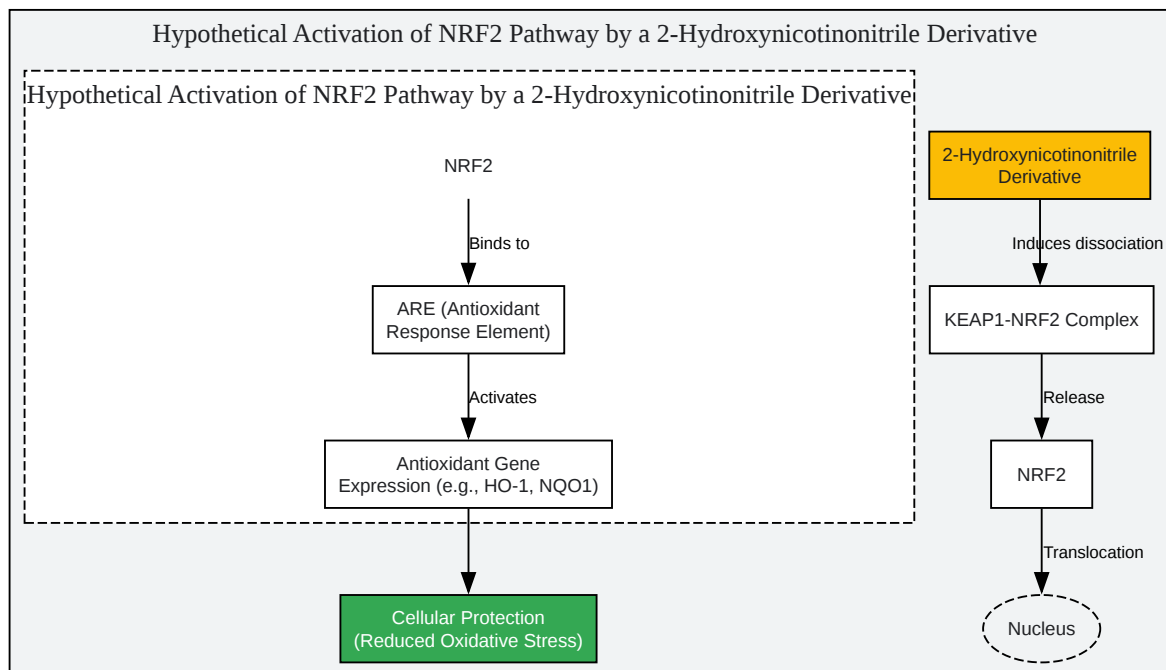 Hypothetical Activation of NRF2 Pathway by a 2-Hydroxynicotinonitrile Derivative
Hypothetical Activation of NRF2 Pathway by a 2-Hydroxynicotinonitrile Derivative
NRF2
Binds to
ARE (Antioxidant
Response Element)
Activates
Antioxidant Gene
Expression (e.g., HO-1, NQO1)
Cellular Protection
(Reduced Oxidative Stress)
2-Hydroxynicotinonitrile
Derivative
Induces dissociation
KEAP1-NRF2 Complex
Release
NRF2
Translocation
Nucleus